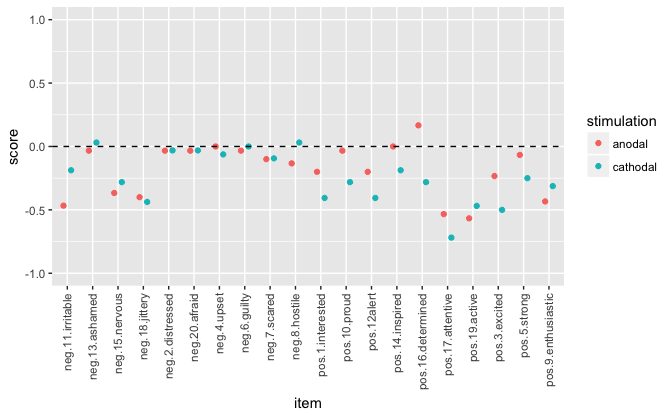 1.0
0.5
0.0
-0.5
-1.0
score
neg.11.irritable
neg.13.ashamed
neg.15.nervous
neg.18.jittery
neg.2.distressed
neg.20.afraid
neg.4.upset
neg.6.guilty
neg.7.scared
neg.8.hostile
pos.1.interested
pos.10.proud
pos.12alert
pos.14.inspired
pos.16.determined
pos.17.attentive
pos.19.active
pos.3.excited
pos.5.strong
pos.9.enthusiastic
item
stimulation
anodal
cathodal